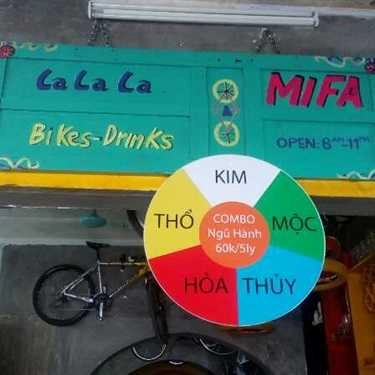 La La La
Bikes-Drinks
MIFA
OPEN: 8AM-11PM
KIM
THỔ
MỘC
COMBO
Ngũ Hành
60k/5ly
HỎA
THỦY